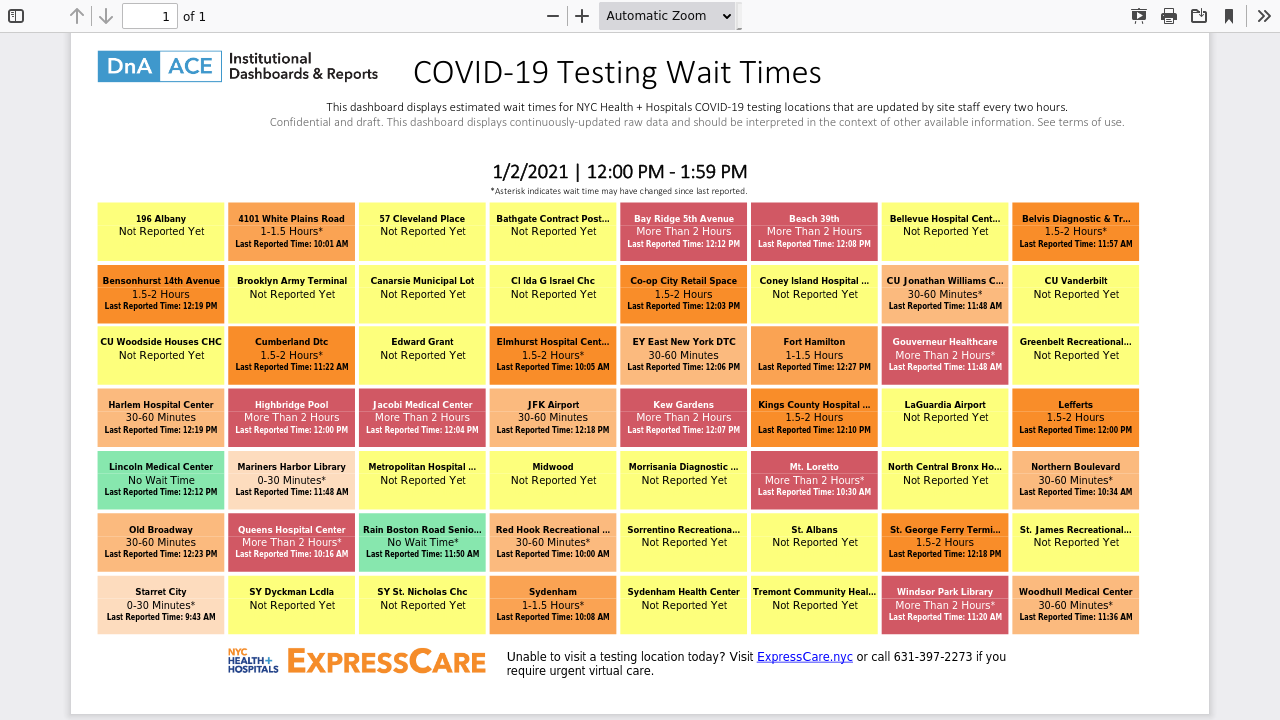 1 of 1 Automatic Zoom
DnA ACE Institutional
Dashboards & Reports
COVID-19 Testing Wait Times
This dashboard displays estimated wait times for NYC Health + Hospitals COVID-19 testing locations that are updated by site staff every two hours.
Confidential and draft. This dashboard displays continuously-updated raw data and should be interpreted in the context of other available information. See terms of use.
1/2/2021 | 12:00 PM - 1:59 PM
*Asterisk indicates wait time may have changed since last reported.
196 Albany
Not Reported Yet
4101 White Plains Road
1-1.5 Hours*
Last Reported Time: 10:01 AM
57 Cleveland Place
Not Reported Yet
Bathgate Contract Post...
Not Reported Yet
Bay Ridge 5th Avenue
More Than 2 Hours
Last Reported Time: 12:12 PM
Beach 39th
More Than 2 Hours
Last Reported Time: 12:08 PM
Bellevue Hospital Cent...
Not Reported Yet
Belvis Diagnostic & Tr...
1.5-2 Hours*
Last Reported Time: 11:57 AM
Bensonhurst 14th Avenue
1.5-2 Hours
Last Reported Time: 12:19 PM
Brooklyn Army Terminal
Not Reported Yet
Canarsie Municipal Lot
Not Reported Yet
Cl Ida G Israel Chc
Not Reported Yet
Co-op City Retail Space
1.5-2 Hours
Last Reported Time: 12:03 PM
Coney Island Hospital ...
Not Reported Yet
CU Jonathan Williams C...
30-60 Minutes*
Last Reported Time: 11:48 AM
CU Vanderbilt
Not Reported Yet
CU Woodside Houses CHC
Not Reported Yet
Cumberland Dtc
1.5-2 Hours*
Last Reported Time: 11:22 AM
Edward Grant
Not Reported Yet
Elmhurst Hospital Cent...
1.5-2 Hours*
Last Reported Time: 10:05 AM
EY East New York DTC
30-60 Minutes
Last Reported Time: 12:06 PM
Fort Hamilton
1-1.5 Hours
Last Reported Time: 12:27 PM
Gouverneur Healthcare
More Than 2 Hours*
Last Reported Time: 11:48 AM
Greenbelt Recreational...
Not Reported Yet
Harlem Hospital Center
30-60 Minutes
Last Reported Time: 12:19 PM
Highbridge Pool
More Than 2 Hours
Last Reported Time: 12:00 PM
Jacobi Medical Center
More Than 2 Hours
Last Reported Time: 12:04 PM
JFK Airport
30-60 Minutes
Last Reported Time: 12:18 PM
Kew Gardens
More Than 2 Hours
Last Reported Time: 12:07 PM
Kings County Hospital ...
1.5-2 Hours
Last Reported Time: 12:10 PM
LaGuardia Airport
Not Reported Yet
Lefferts
1.5-2 Hours
Last Reported Time: 12:00 PM
Lincoln Medical Center
No Wait Time
Last Reported Time: 12:12 PM
Mariners Harbor Library
0-30 Minutes*
Last Reported Time: 11:48 AM
Metropolitan Hospital ...
Not Reported Yet
Midwood
Not Reported Yet
Morrisania Diagnostic ...
Not Reported Yet
Mt. Loretto
More Than 2 Hours*
Last Reported Time: 10:30 AM
North Central Bronx Ho...
Not Reported Yet
Northern Boulevard
30-60 Minutes*
Last Reported Time: 10:34 AM
Old Broadway
30-60 Minutes
Last Reported Time: 12:23 PM
Queens Hospital Center
More Than 2 Hours*
Last Reported Time: 10:16 AM
Rain Boston Road Senio...
No Wait Time*
Last Reported Time: 11:50 AM
Red Hook Recreational ...
30-60 Minutes*
Last Reported Time: 10:00 AM
Sorrentino Recreationa...
Not Reported Yet
St. Albans
Not Reported Yet
St. George Ferry Termi...
1.5-2 Hours
Last Reported Time: 12:18 PM
St. James Recreational...
Not Reported Yet
Starret City
0-30 Minutes*
Last Reported Time: 9:43 AM
SY Dyckman Lcdla
Not Reported Yet
SY St. Nicholas Chc
Not Reported Yet
Sydenham
1-1.5 Hours*
Last Reported Time: 10:08 AM
Sydenham Health Center
Not Reported Yet
Tremont Community Heal...
Not Reported Yet
Windsor Park Library
More Than 2 Hours*
Last Reported Time: 11:20 AM
Woodhull Medical Center
30-60 Minutes*
Last Reported Time: 11:36 AM
NYC
HEALTH+
HOSPITALS
EXPRESSCARE
Unable to visit a testing location today? Visit ExpressCare.nyc or call 631-397-2273 if you
require urgent virtual care.